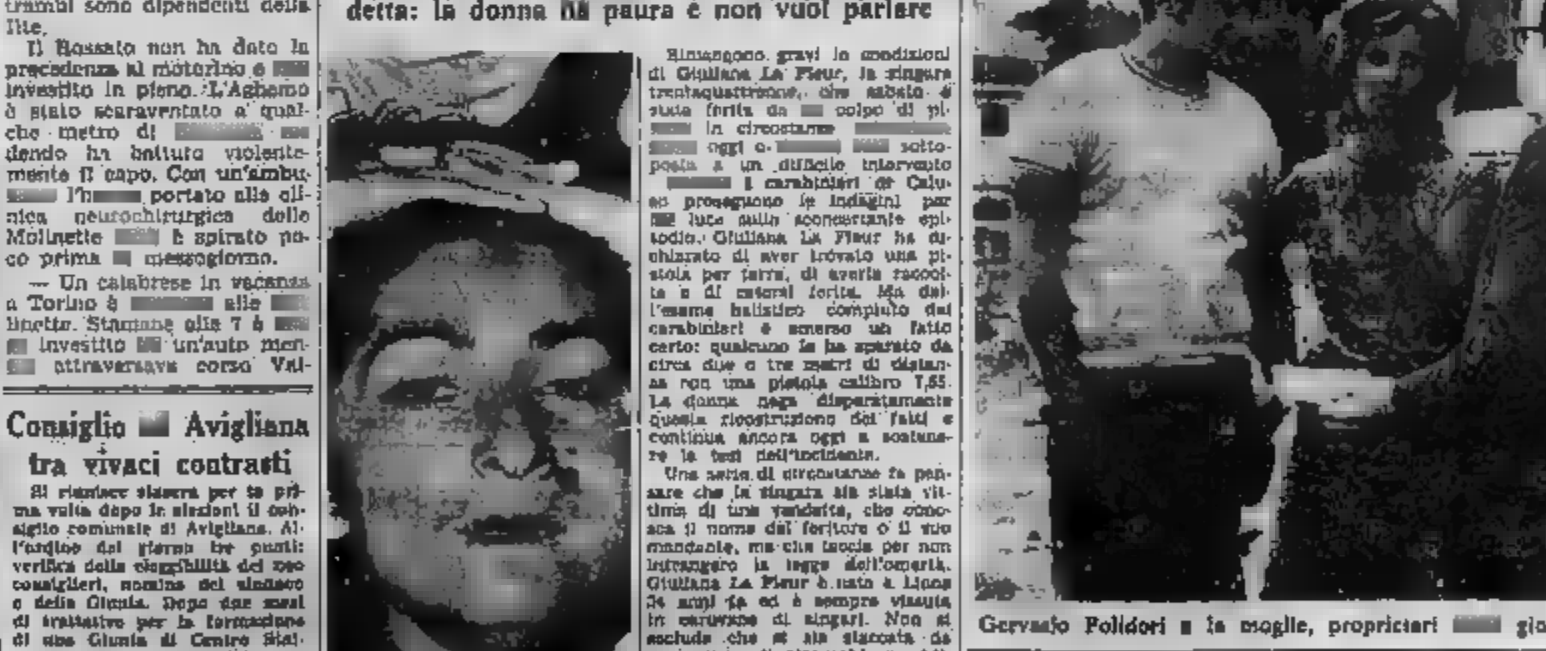 trambi sono dipendenti della
Ilte.
Il Rossato non ha dato la
precedenza al motorino e
investito in pieno. L'Aghemo
è stato scaraventato a qual-
che metro di
dendo ha battuto violente-
mente il capo. Con un'ambu-
portato alla cli-
nica neurochirurgica delle
Molinette è spirato po-
co prima mezzogiorno.
— Un calabrese in vacanza
a Torino è alle
linette. Stamane alle 7 è
investito un'auto men-
attraversava corso Val-
Consiglio Avigliana
tra vivaci contrasti
Si riunisce stasera per la pri-
ma volta dopo le elezioni il con-
siglio comunale di Avigliana. Al-
l'ordine del giorno tre punti:
verifica della eleggibilità dei neo
consiglieri, nomina del sindaco
e della Giunta. Dopo due mesi
di trattative per la formazione
di una Giunta di Centro Sini-
detta: la donna ha paura e non vuol parlare
Rimangono gravi le condizioni
di Giuliana La Fleur, la zingara
trentaquattrenne, che sabato è
stata ferita da colpo di pi-
in circostanze
oggi sotto-
posta a un difficile intervento
I carabinieri di Calu-
so proseguono le indagini per
luce sullo sconcertante epi-
sodio. Giuliana La Fleur ha di-
chiarato di aver trovato una pi-
stola per terra, di averla raccol-
ta e di essersi ferita. Ma dal-
l'esame balistico compiuto dai
carabinieri è emerso un fatto
certo: qualcuno le ha sparato da
circa due o tre metri di distan-
za con una pistola calibro 7,65.
La donna nega disperatamente
questa ricostruzione dei fatti e
continua ancora oggi a sostene-
re la tesi dell'incidente.
Una serie di circostanze fa pen-
sare che la zingara sia stata vit-
tima di una vendetta, che cono-
sca il nome del feritore o il suo
mandante, ma che taccia per non
infrangere la legge dell'omertà.
Giuliana La Fleur è nata a
34 anni fa ed è sempre vissuta
in carovane di zingari. Non si
esclude che si sia staccata da
Gervasio Polidori e la moglie, proprietari gio